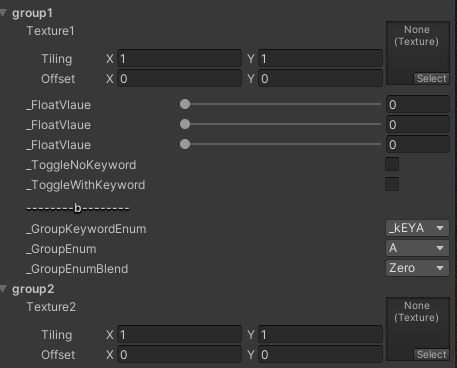 group1
Texture1
None
(Texture)
Tiling X 1 Y 1
Offset X 0 Y 0
Select
_FloatVlaue 0
_FloatVlaue 0
_FloatVlaue 0
_ToggleNoKeyword
_ToggleWithKeyword
--------b--------
_GroupKeywordEnum _kEYA
_GroupEnum A
_GroupEnumBlend Zero
group2
Texture2
None
(Texture)
Tiling X 1 Y 1
Offset X 0 Y 0
Select